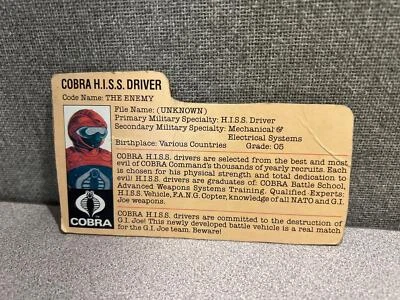 COBRA H.I.S.S. DRIVER
Code Name: THE ENEMY
File Name: (UNKNOWN)
Primary Military Specialty: H.I.S.S. Driver
Secondary Military Specialty: Mechanical &
Electrical Systems
Birthplace: Various Countries Grade: O5
COBRA H.I.S.S. drivers are selected from the best and most
evil of COBRA Command's thousands of yearly recruits. Each
is chosen for his physical strength and total dedication to
evil! H.I.S.S. drivers are graduates of: COBRA Battle School,
Advanced Weapons Systems Training. Qualified Experts:
H.I.S.S. Vehicle, F.A.N.G. Copter, knowledge of all NATO and G.I.
Joe weapons.
COBRA H.I.S.S. drivers are committed to the destruction of
G.I. Joe! This newly developed battle vehicle is a real match
for the G.I. Joe team. Beware!
COBRA